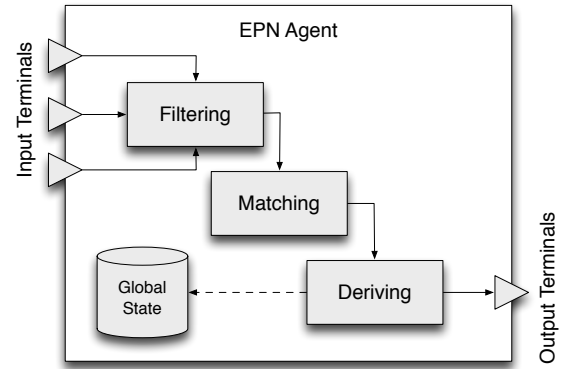 EPN Agent
Input Terminals
Filtering
Matching
Global
State
Deriving
Output Terminals